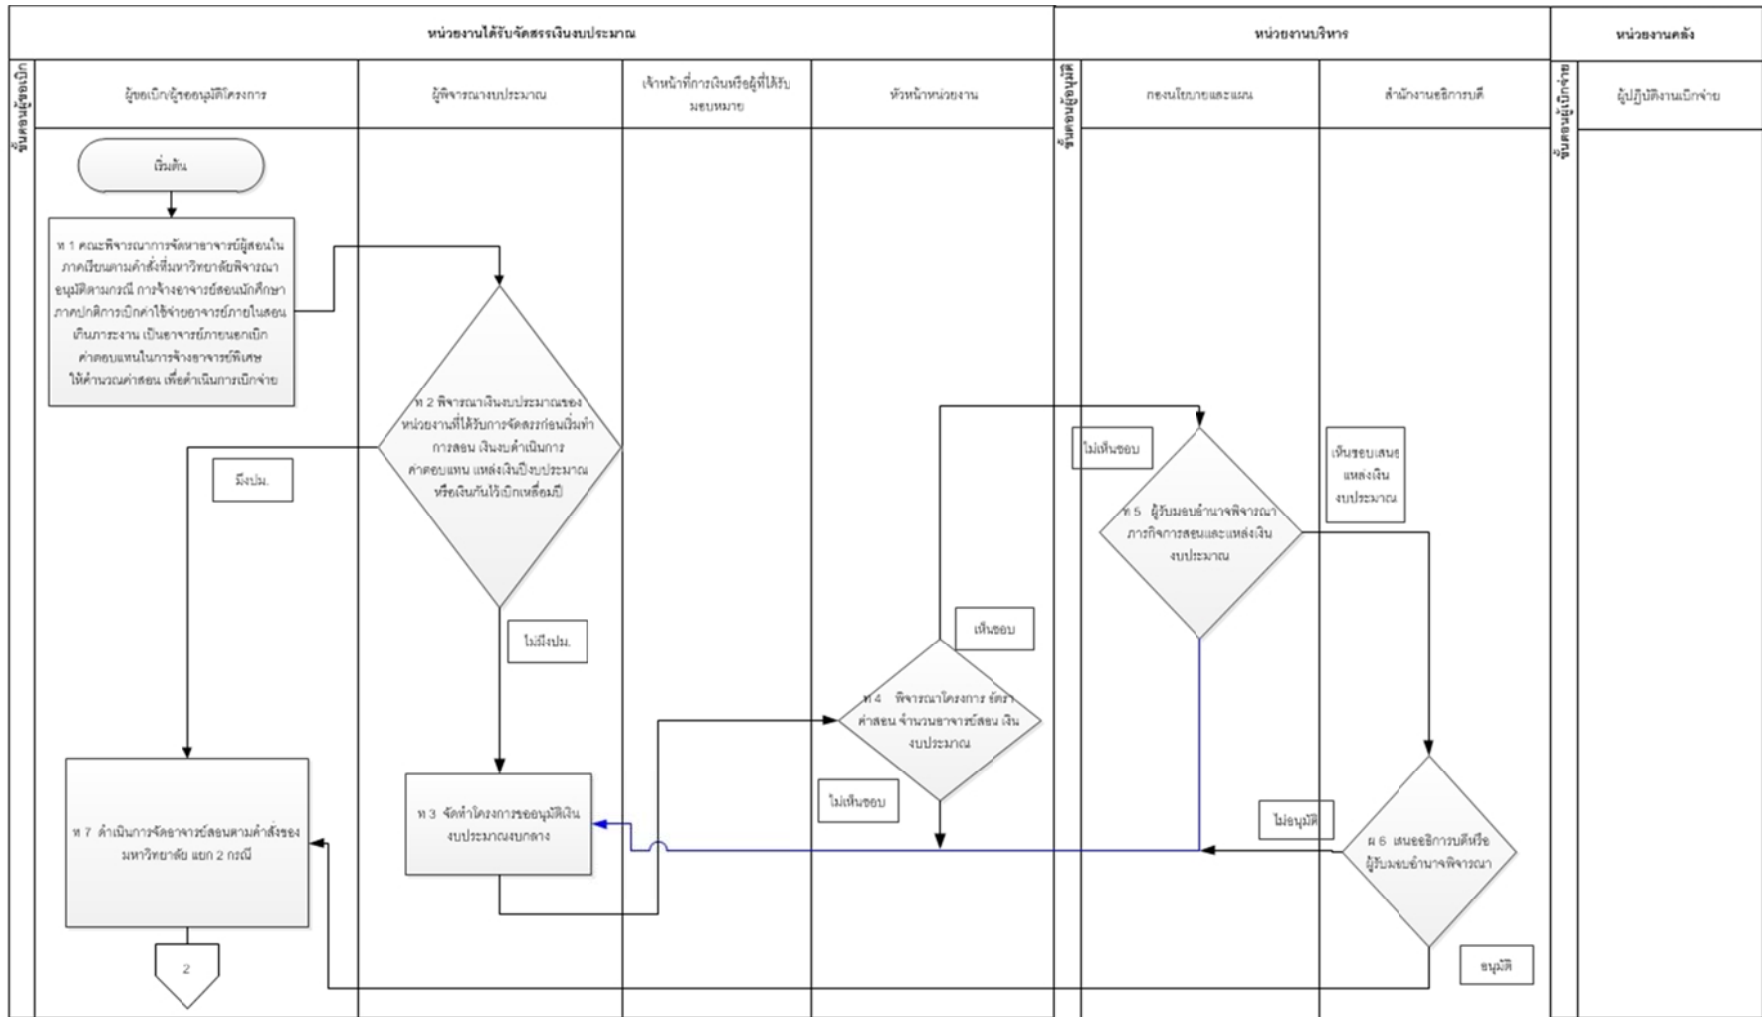 หน่วยงานได้รับจัดสรรเงินงบประมาณ
หน่วยงานบริหาร
หน่วยงานคลัง
ขั้นตอนผู้ขอเบิก
ผู้ขอเบิก/ผู้ขออนุมัติโครงการ
ผู้พิจารณางบประมาณ
เจ้าหน้าที่การเงินหรือผู้ที่ได้รับ
มอบหมาย
หัวหน้าหน่วยงาน
ขั้นตอนผู้อนุมัติ
กองนโยบายและแผน
สำนักงานอธิการบดี
ขั้นตอนผู้เบิกจ่าย
ผู้ปฏิบัติงานเบิกจ่าย
เริ่มต้น
ท 1 คณะพิจารณาการจัดหาอาจารย์ผู้สอนใน
ภาคเรียนตามคำสั่งที่มหาวิทยาลัยพิจารณา
อนุมัติตามกรณี การจ้างอาจารย์สอนนักศึกษา
ภาคปกติการเบิกค่าใช้จ่ายอาจารย์ภายในสอน
เกินภาระงาน เป็นอาจารย์ภายนอกเบิก
ค่าตอบแทนในการจ้างอาจารย์พิเศษ
ให้คำนวณค่าสอน เพื่อดำเนินการเบิกจ่าย
ท 2 พิจารณาเงินงบประมาณของ
หน่วยงานที่ได้รับการจัดสรรก่อนเริ่มทำ
การสอน เงินงบดำเนินการ
ค่าตอบแทน แหล่งเงินปีงบประมาณ
หรือเงินกันไว้เบิกเหลื่อมปี
มีงปม.
ไม่มีงปม.
ไม่เห็นชอบ
เห็นชอบเสนอ
แหล่งเงิน
งบประมาณ
ท 5 ผู้รับมอบอำนาจพิจารณา
ภารกิจการสอนและแหล่งเงิน
งบประมาณ
เห็นชอบ
ท 4 พิจารณาโครงการ อัตรา
ค่าสอน จำนวนอาจารย์สอน เงิน
งบประมาณ
ไม่เห็นชอบ
ท 3 จัดทำโครงการขออนุมัติเงิน
งบประมาณงบกลาง
ท 7 ดำเนินการจัดอาจารย์สอนตามคำสั่งของ
มหาวิทยาลัย แยก 2 กรณี
ไม่อนุมัติ
ผ 6 เสนออธิการบดีหรือ
ผู้รับมอบอำนาจพิจารณา
อนุมัติ
2